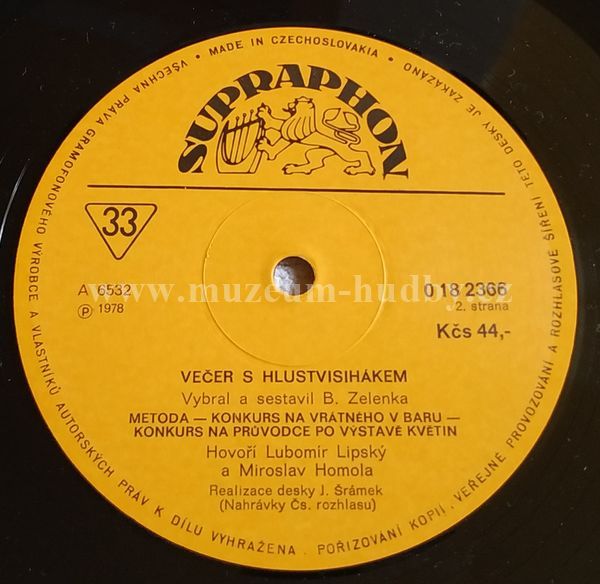 SUPRAPHON
33
A 6532
℗ 1978
0 18 2366
2. strana
Kčs 44,-
www.muzeum-hudby.cz
VEČER S HLUSTVISIHÁKEM
Vybral a sestavil B. Zelenka
METODA — KONKURS NA VRÁTNÉHO V BARU —
KONKURS NA PRŮVODCE PO VÝSTAVĚ KVĚTIN
Hovoří Lubomír Lipský
a Miroslav Homola
Realizace desky J. Šrámek
(Nahrávky Čs. rozhlasu)
MADE IN CZECHOSLOVAKIA • VŠECHNA PRÁVA GRAMOFONOVÉHO VÝROBCE A VLASTNÍKŮ AUTORSKÝCH PRÁV K DÍLU VYHRAŽENA. POŘIZOVÁNÍ KOPIÍ, VEŘEJNÉ PROVOZOVÁNÍ A ROZHLASOVÉ ŠÍŘENÍ TÉTO DESKY JE ZAKÁZÁNO •